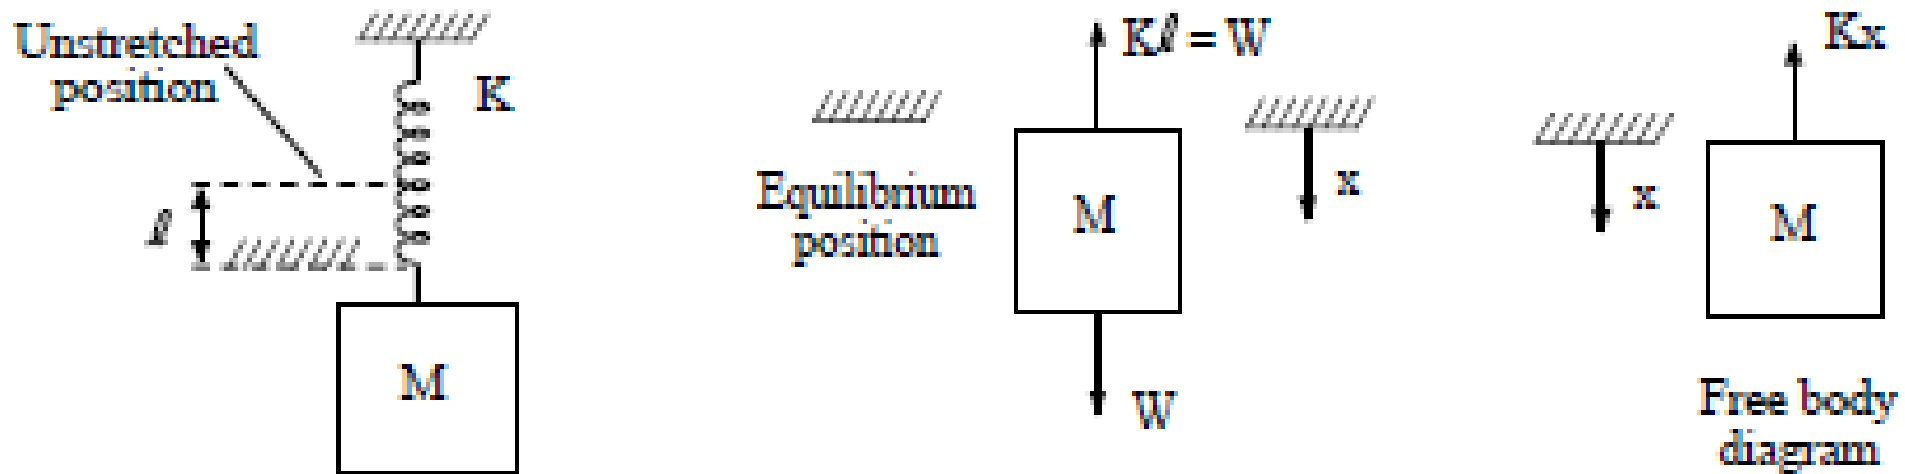 Unstretched
position
K
M
Kℓ = W
Equilibrium
position
M
x
W
Kx
x
M
Free body
diagram